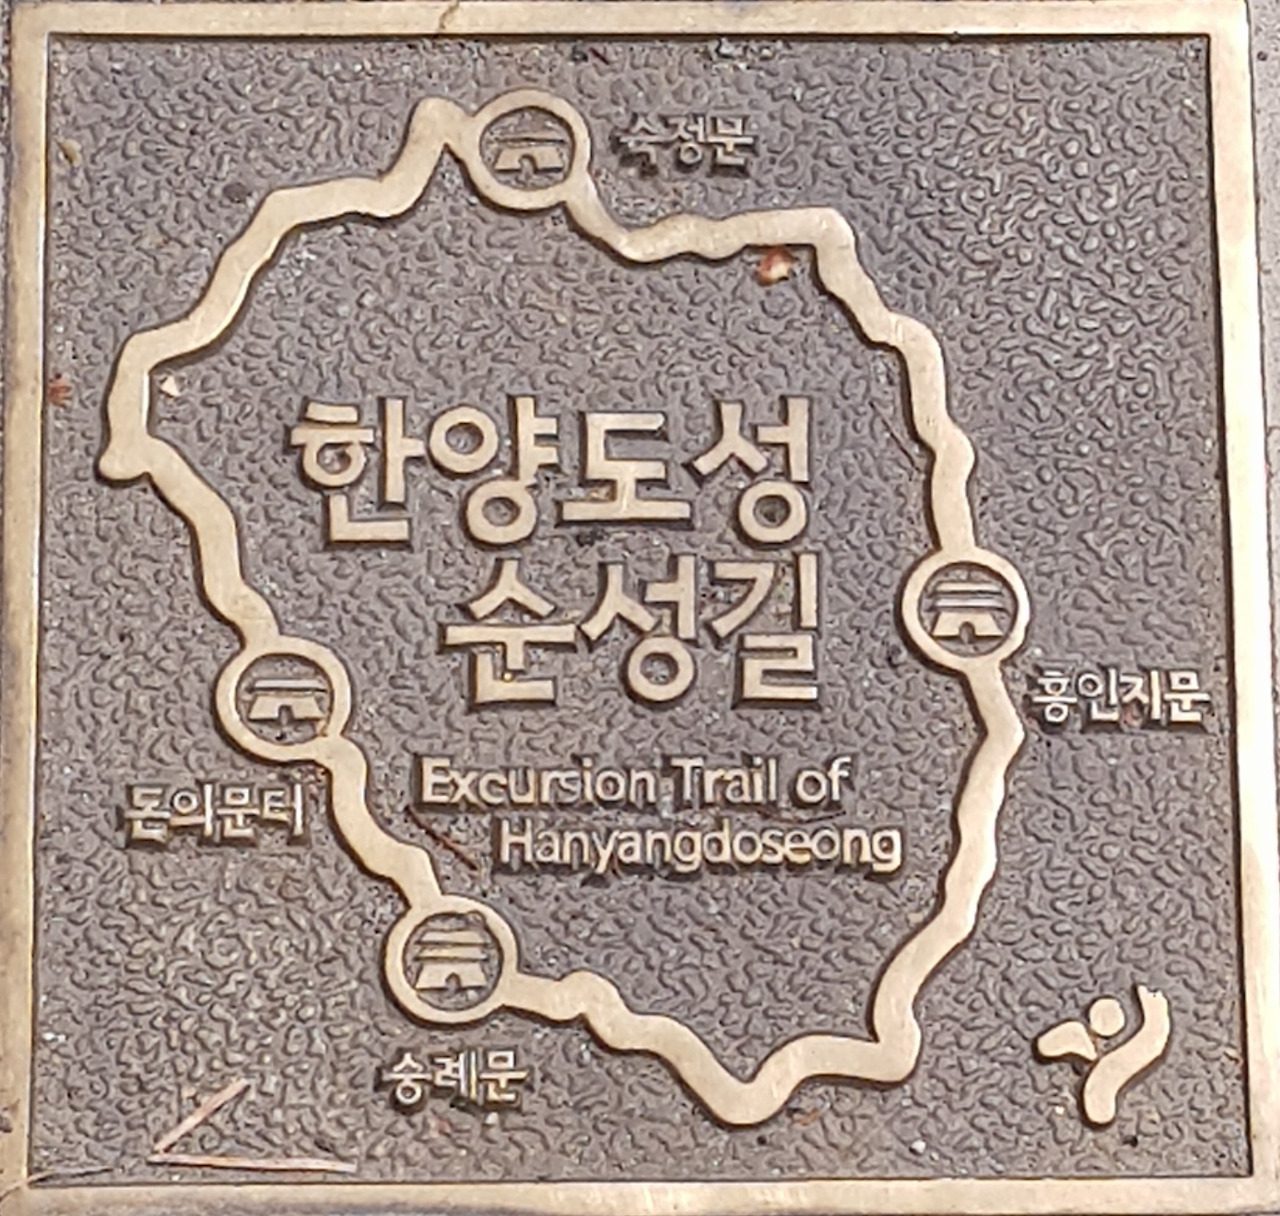 숙정문
한양도성
순성길
흥인지문
Excursion Trail of
Hanyangdoseong
돈의문터
숭례문